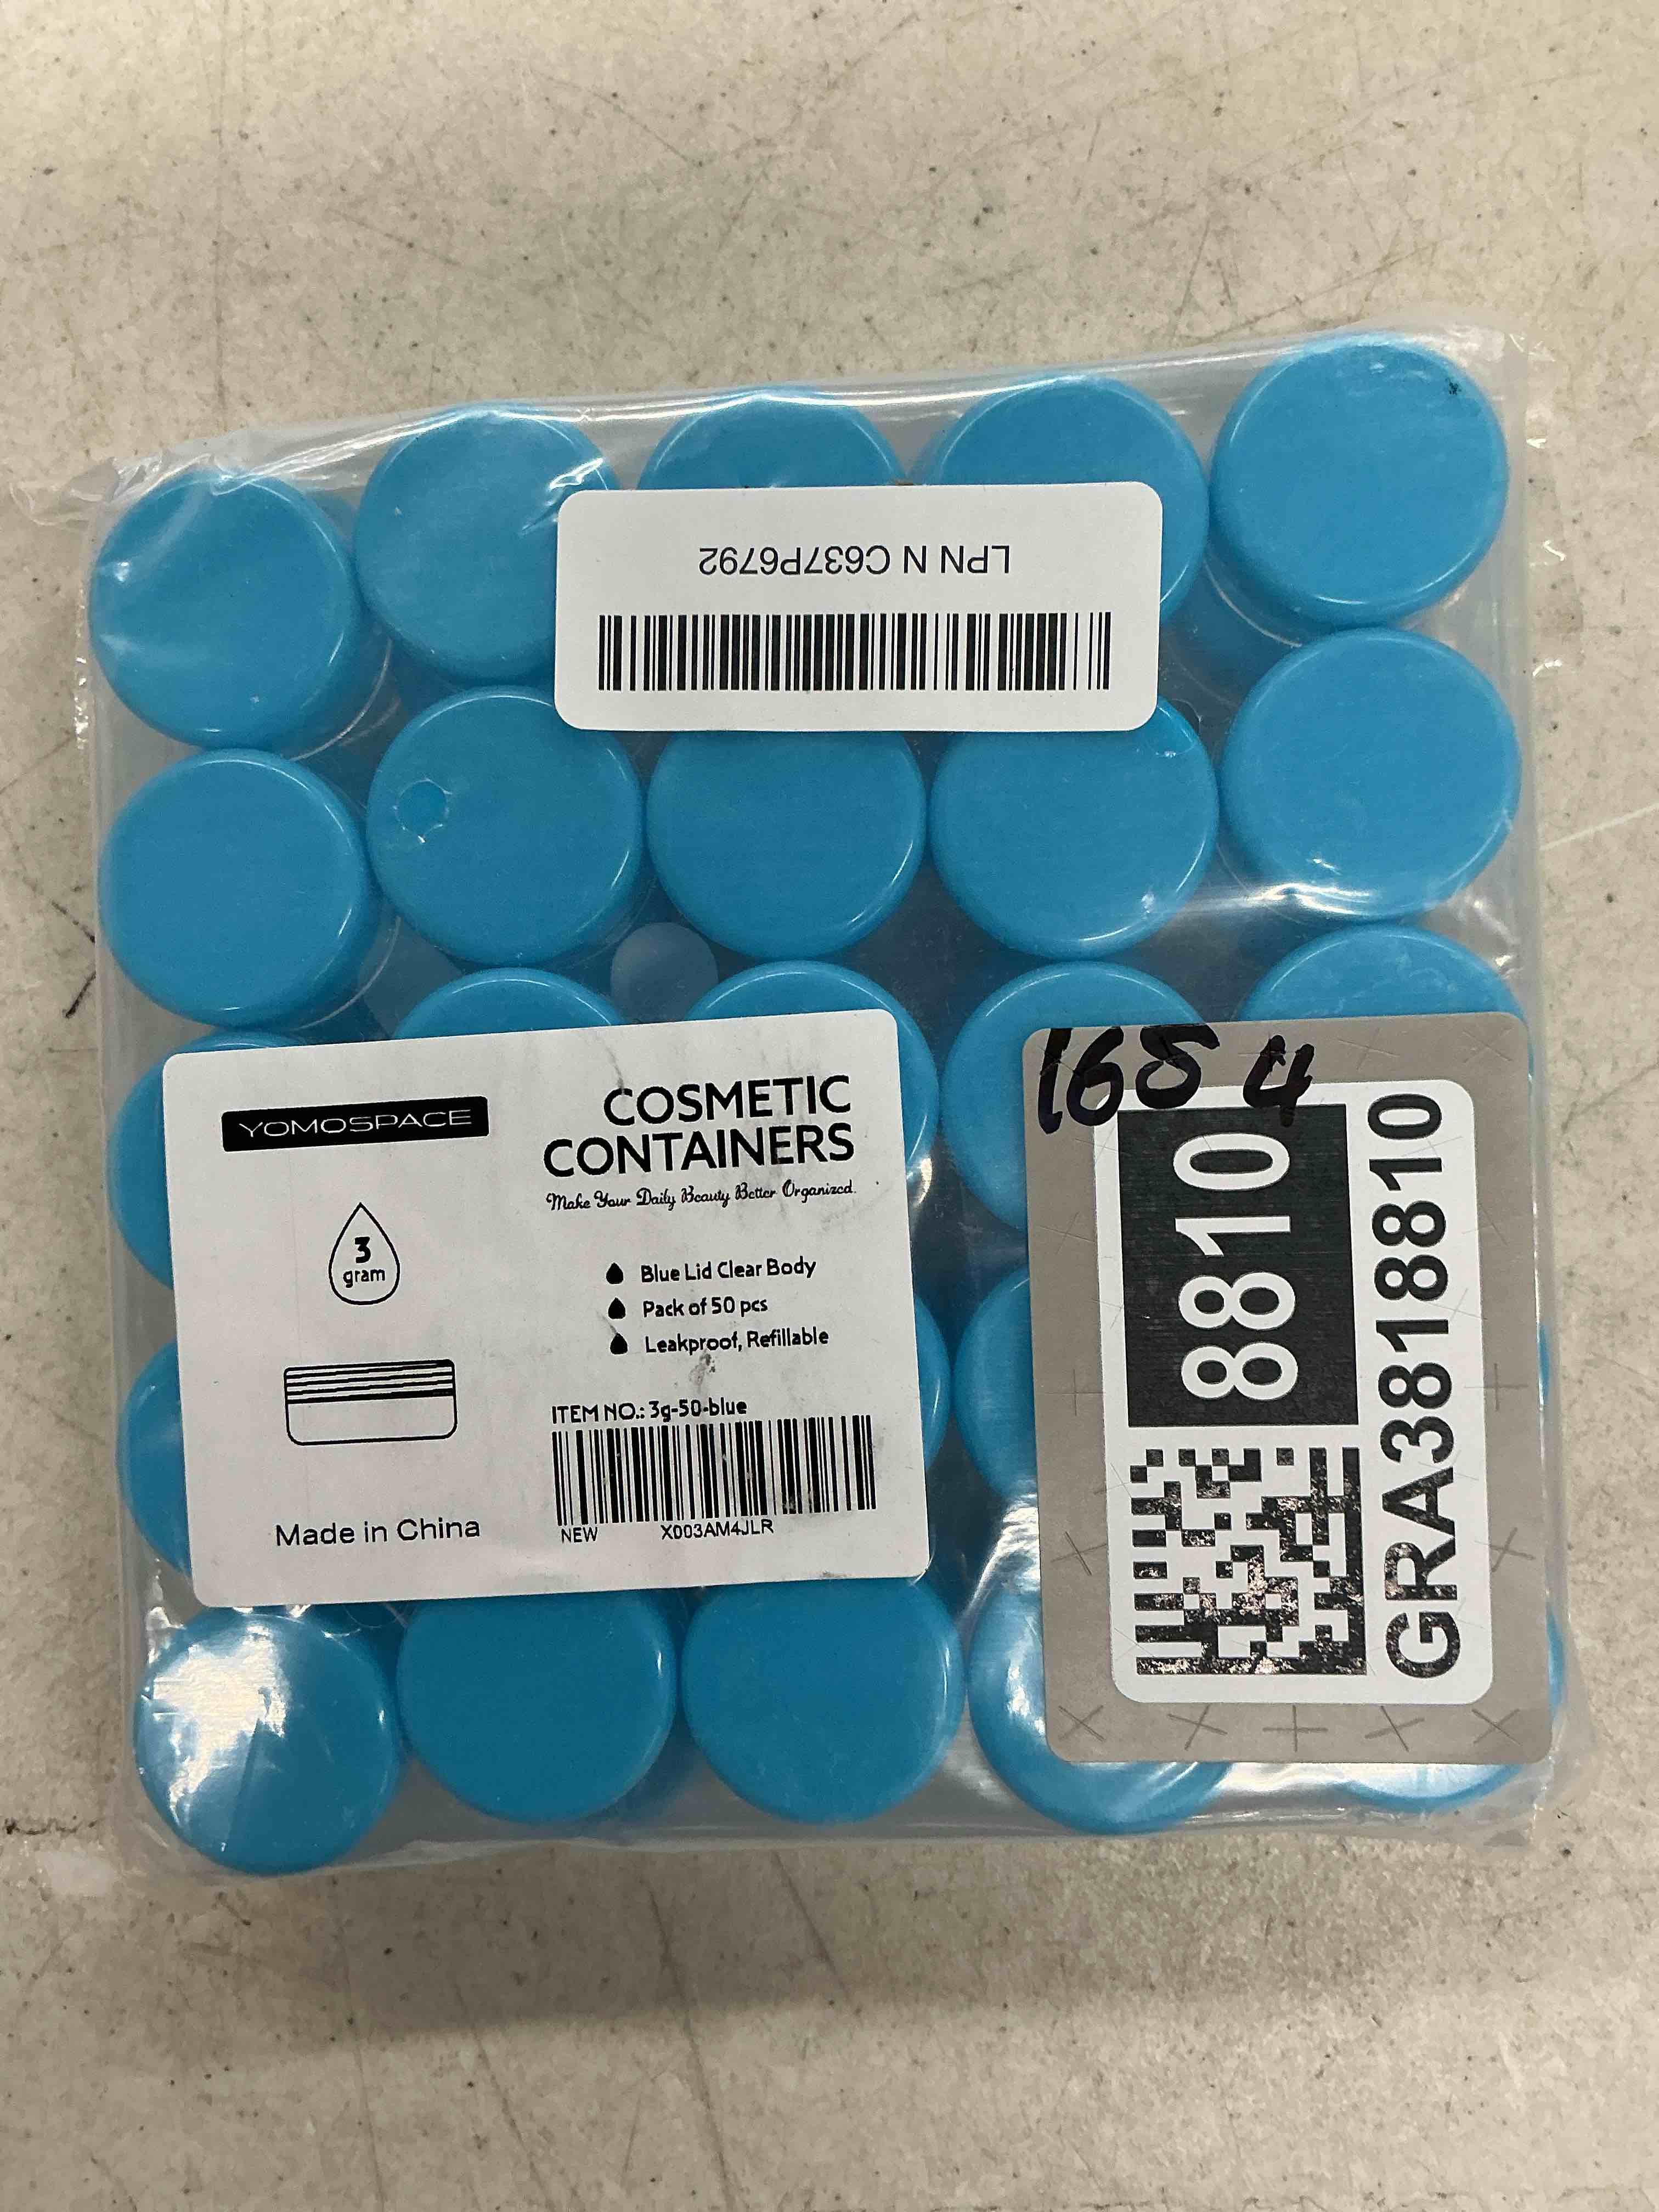 LPN N C637P6792
YOMOSPACE
COSMETIC
CONTAINERS
Make Your Daily Beauty Better Organized.
3
gram
Blue Lid Clear Body
Pack of 50 pcs
Leakproof, Refillable
ITEM NO.: 3g-50-blue
NEW X003AM4JLR
Made in China
8810
GRA3818810